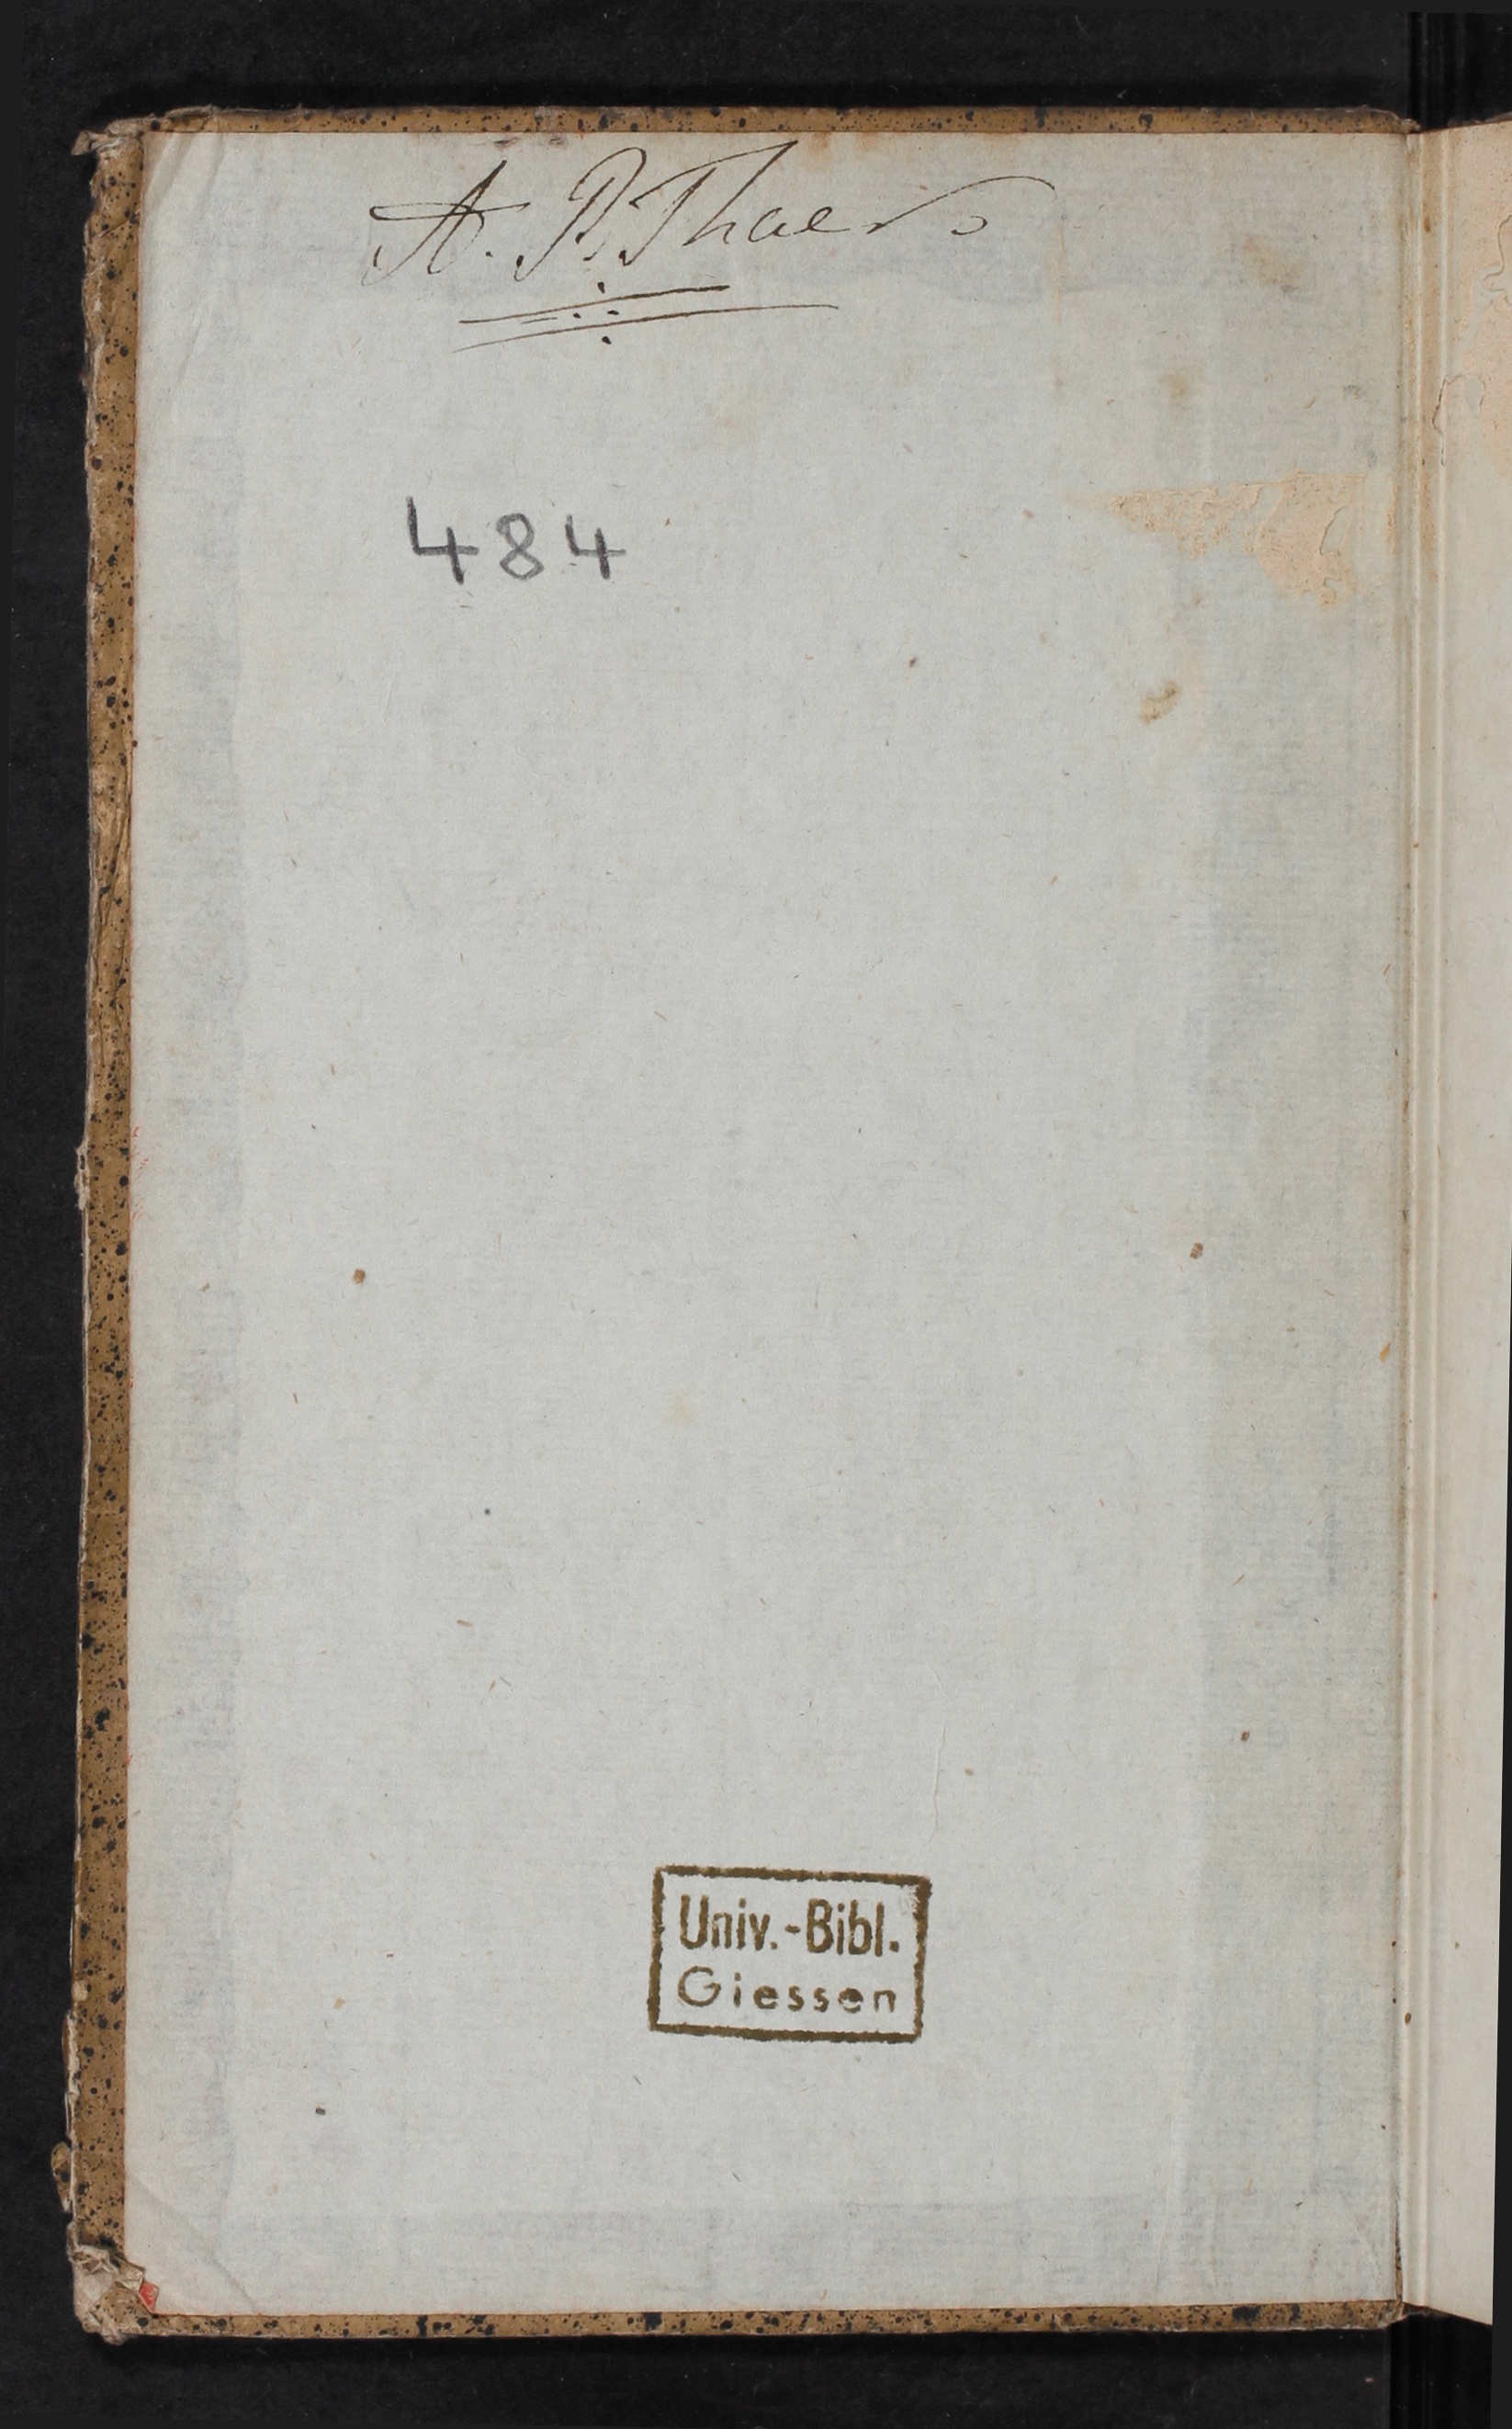 A. P. Thaer
484
Univ.-Bibl.
Giessen